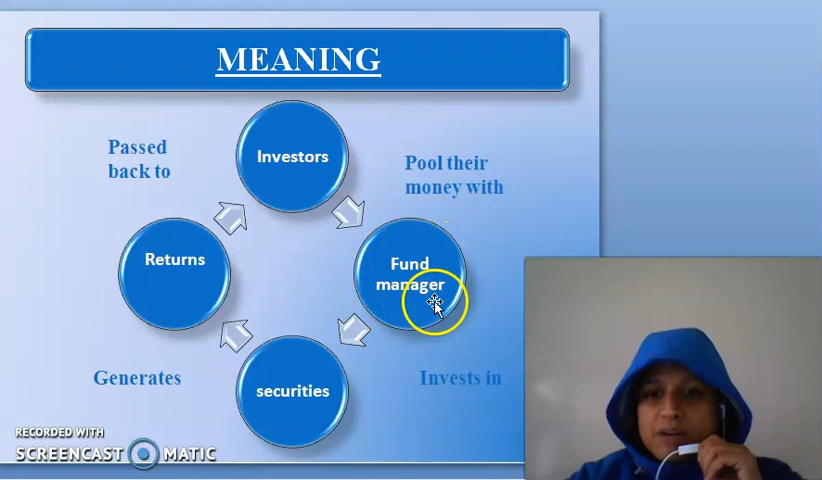 MEANING
Investors
Passed
back to
Pool their
money with
Returns
Fund
manager
Generates
securities
Invests in
RECORDED WITH
SCREENCAST MATIC